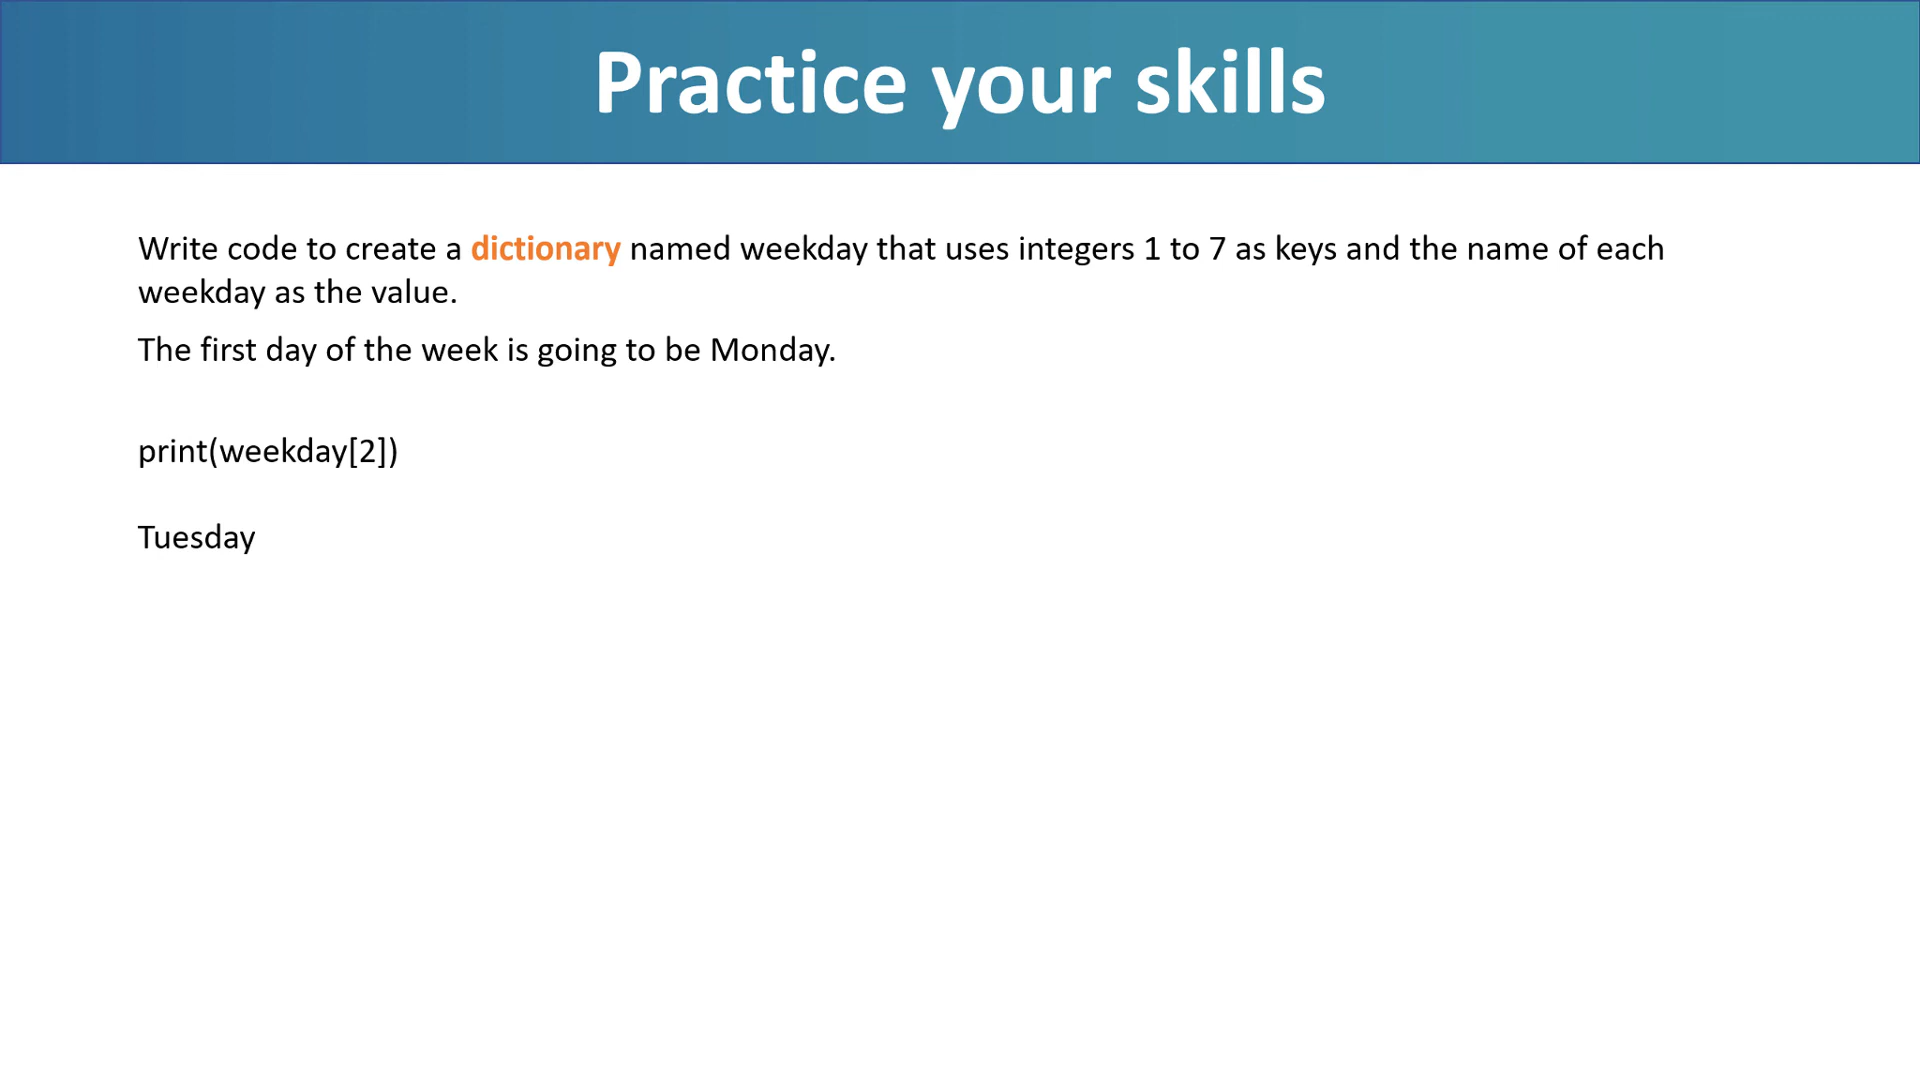 Practice your skills
Write code to create a dictionary named weekday that uses integers 1 to 7 as keys and the name of each
weekday as the value.
The first day of the week is going to be Monday.
print(weekday[2])
Tuesday